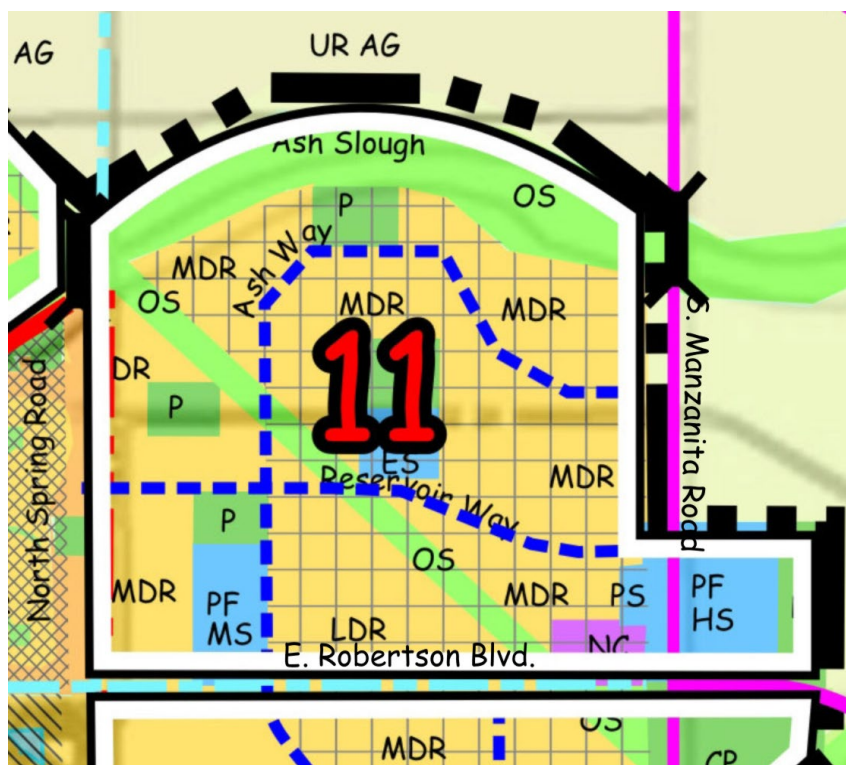 AG
UR AG
Ash Slough
P
OS
Ash Way
MDR
OS
MDR
MDR
11
DR
P
ES
MDR
Reservoir Way
P
OS
MDR
PF
MS
LDR
MDR
PS
PF
HS
NC
E. Robertson Blvd.
North Spring Road
S. Manzanita Road
OS
MDR
CP